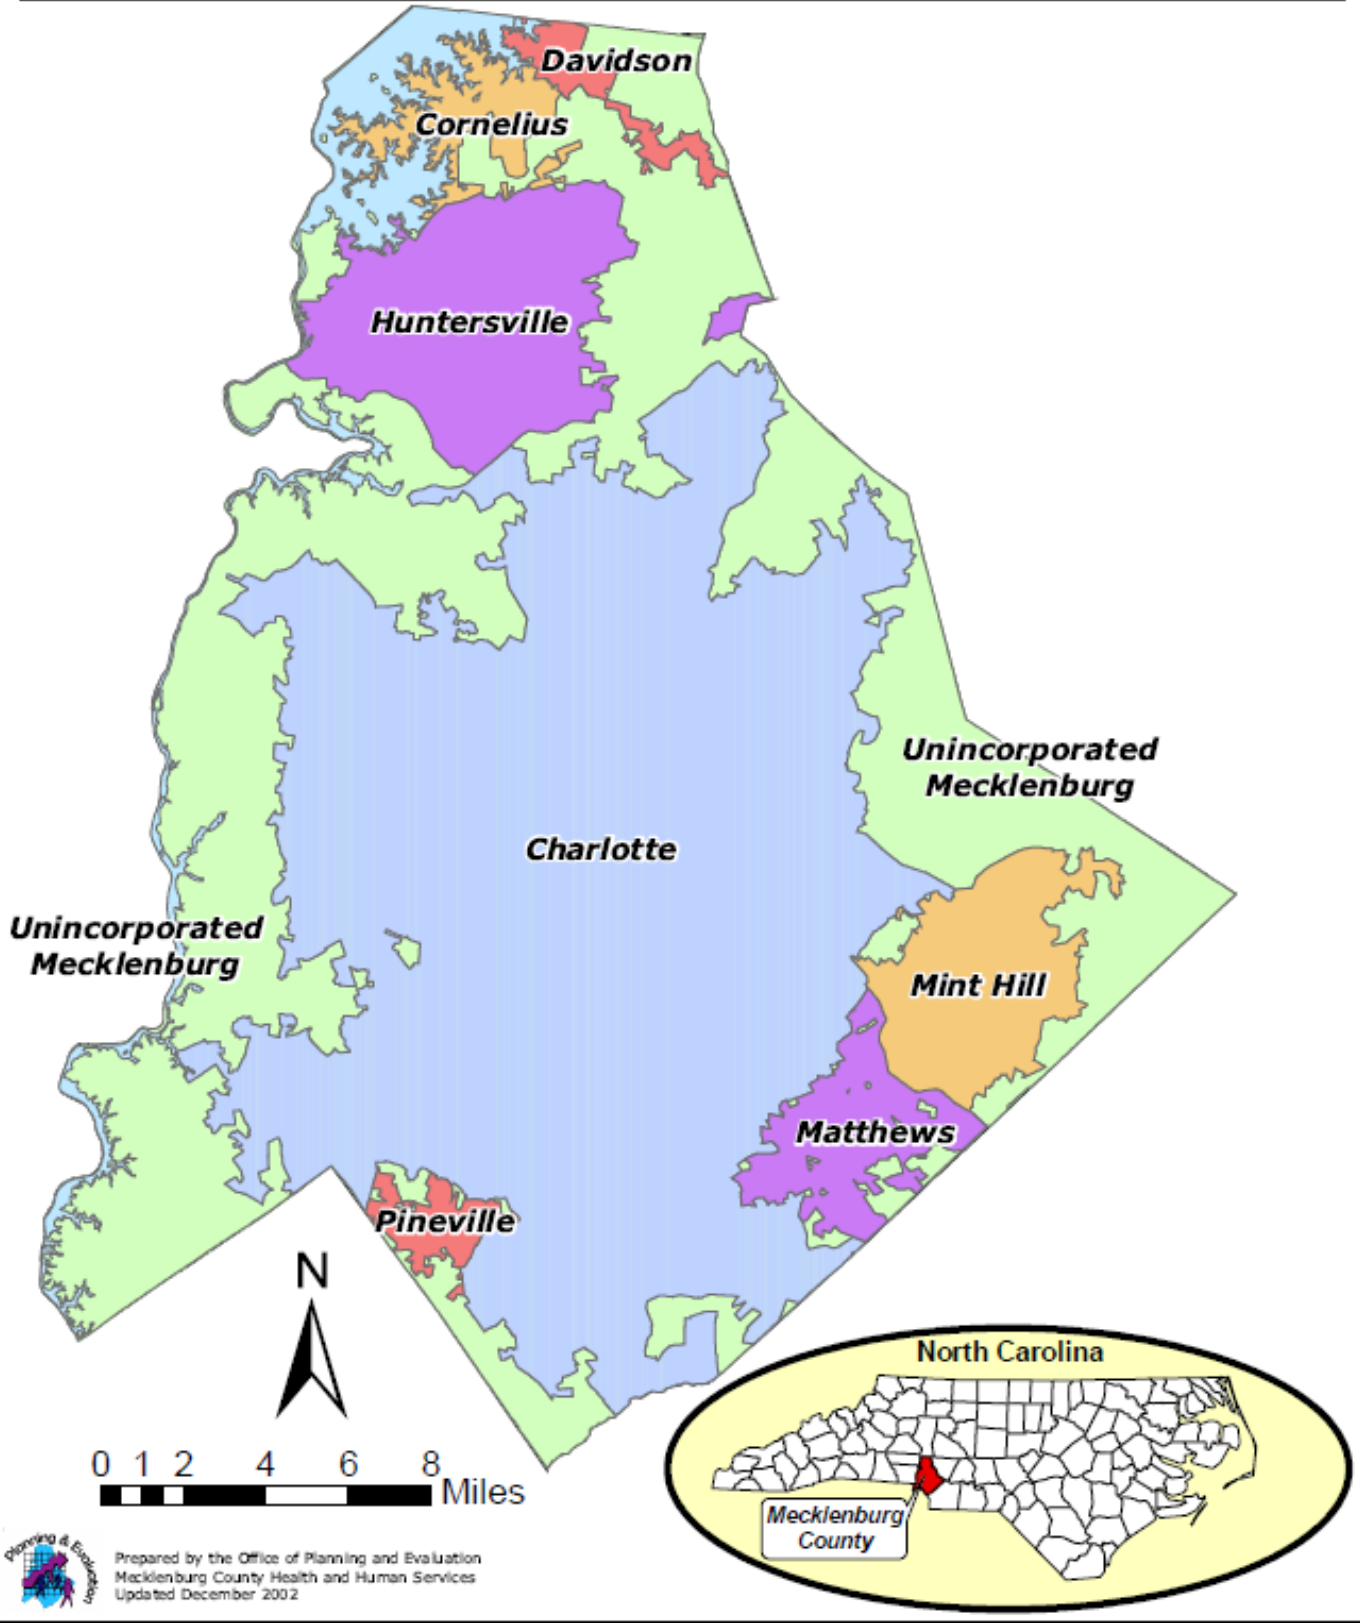 Davidson
Cornelius
Huntersville
Unincorporated
Mecklenburg
Charlotte
Unincorporated
Mecklenburg
Mint Hill
Matthews
Pineville
N
0 1 2 4 6 8
Miles
North Carolina
Mecklenburg
County
Planning & Evaluation
Prepared by the Office of Planning and Evaluation
Mecklenburg County Health and Human Services
Updated December 2002